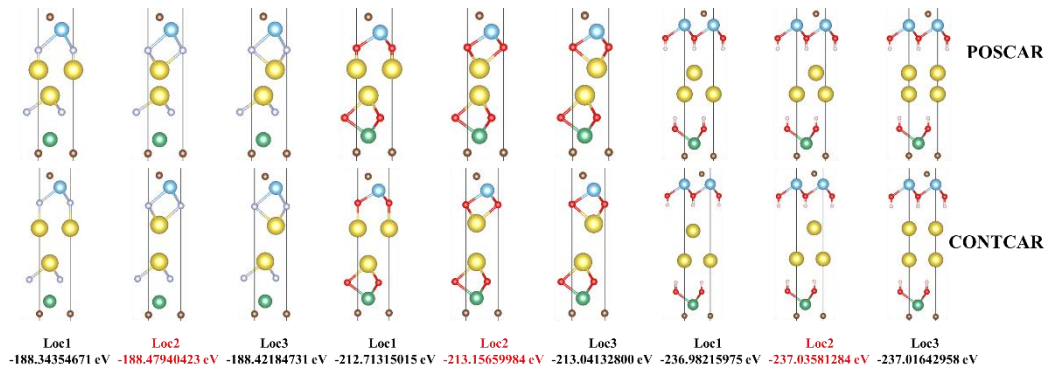 POSCAR
CONTCAR
Loc1 Loc2 Loc3 Loc1 Loc2 Loc3 Loc1 Loc2 Loc3
-188.34354671 eV -188.47940423 eV -188.42184731 eV -212.71315015 eV -213.15659984 eV -213.04132800 eV -236.98215975 eV -237.03581284 eV -237.01642958 eV